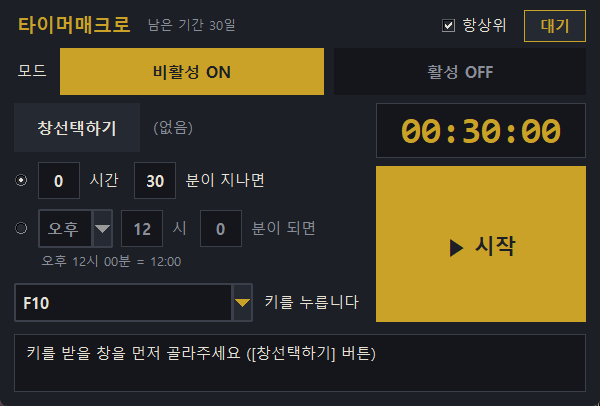 타이머매크로 남은 기간 30일 항상위 대기
모드 비활성 ON 활성 OFF
창선택하기 (없음) 00:30:00
0 시간 30 분이 지나면
오후 12 시 0 분이 되면
▶ 시작
오후 12시 00분 = 12:00
F10 키를 누릅니다
키를 받을 창을 먼저 골라주세요 ([창선택하기] 버튼)